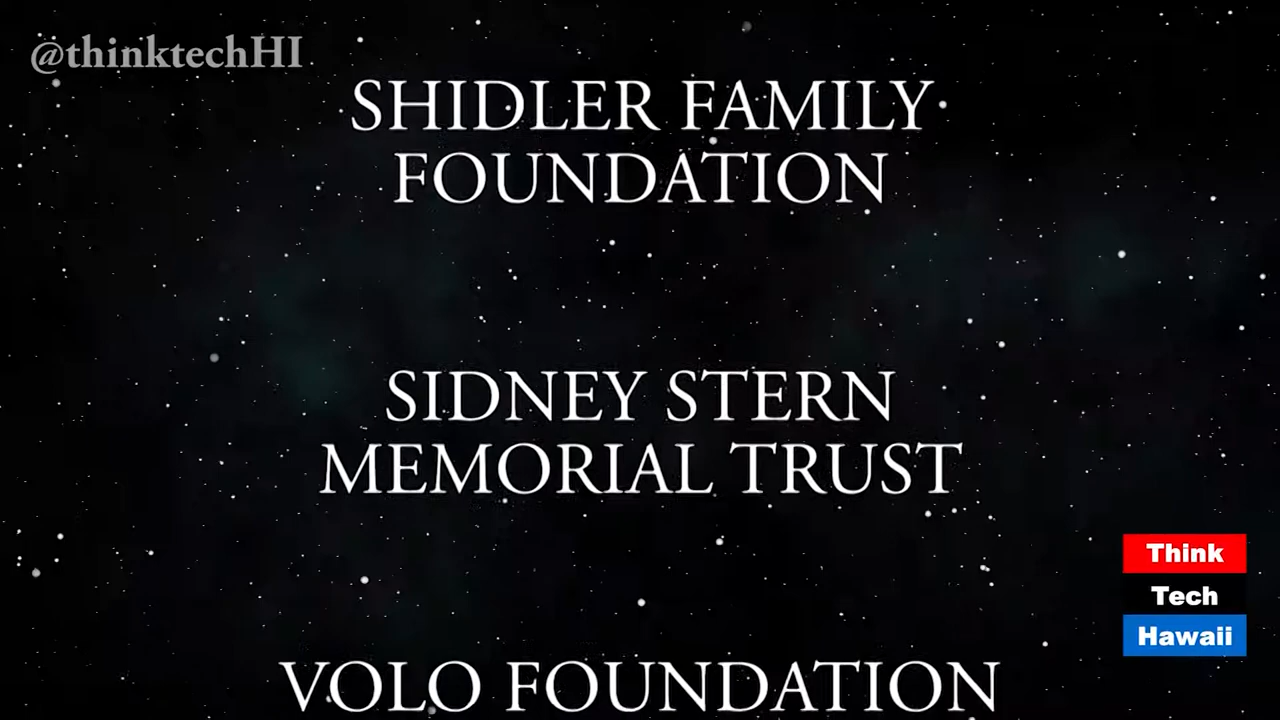 @thinktechHI
SHIDLER FAMILY
FOUNDATION
SIDNEY STERN
MEMORIAL TRUST
Think
Tech
Hawaii
VOLO FOUNDATION